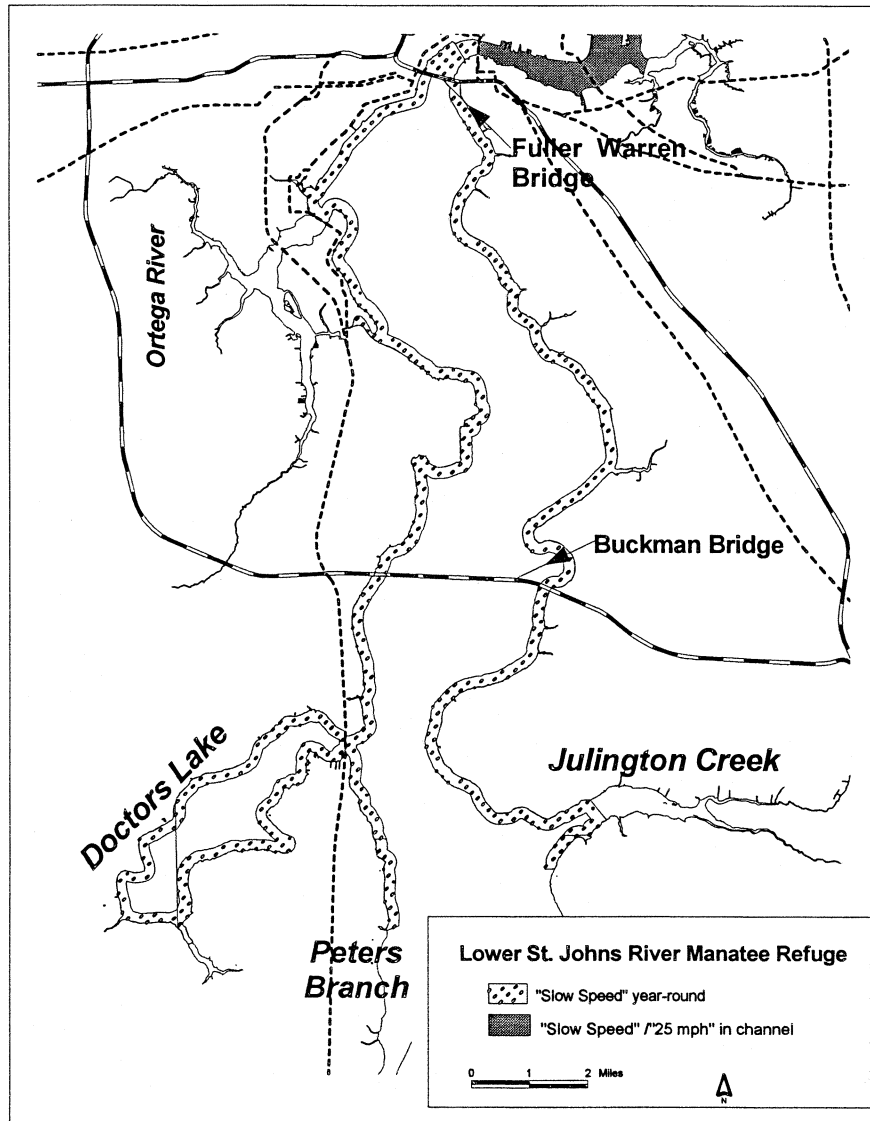 Fuller Warren
Bridge
Ortega River
Buckman Bridge
Doctors Lake
Julington Creek
Peters
Branch
Lower St. Johns River Manatee Refuge
"Slow Speed" year-round
"Slow Speed" /"25 mph" in channel
0 1 2 Miles
N